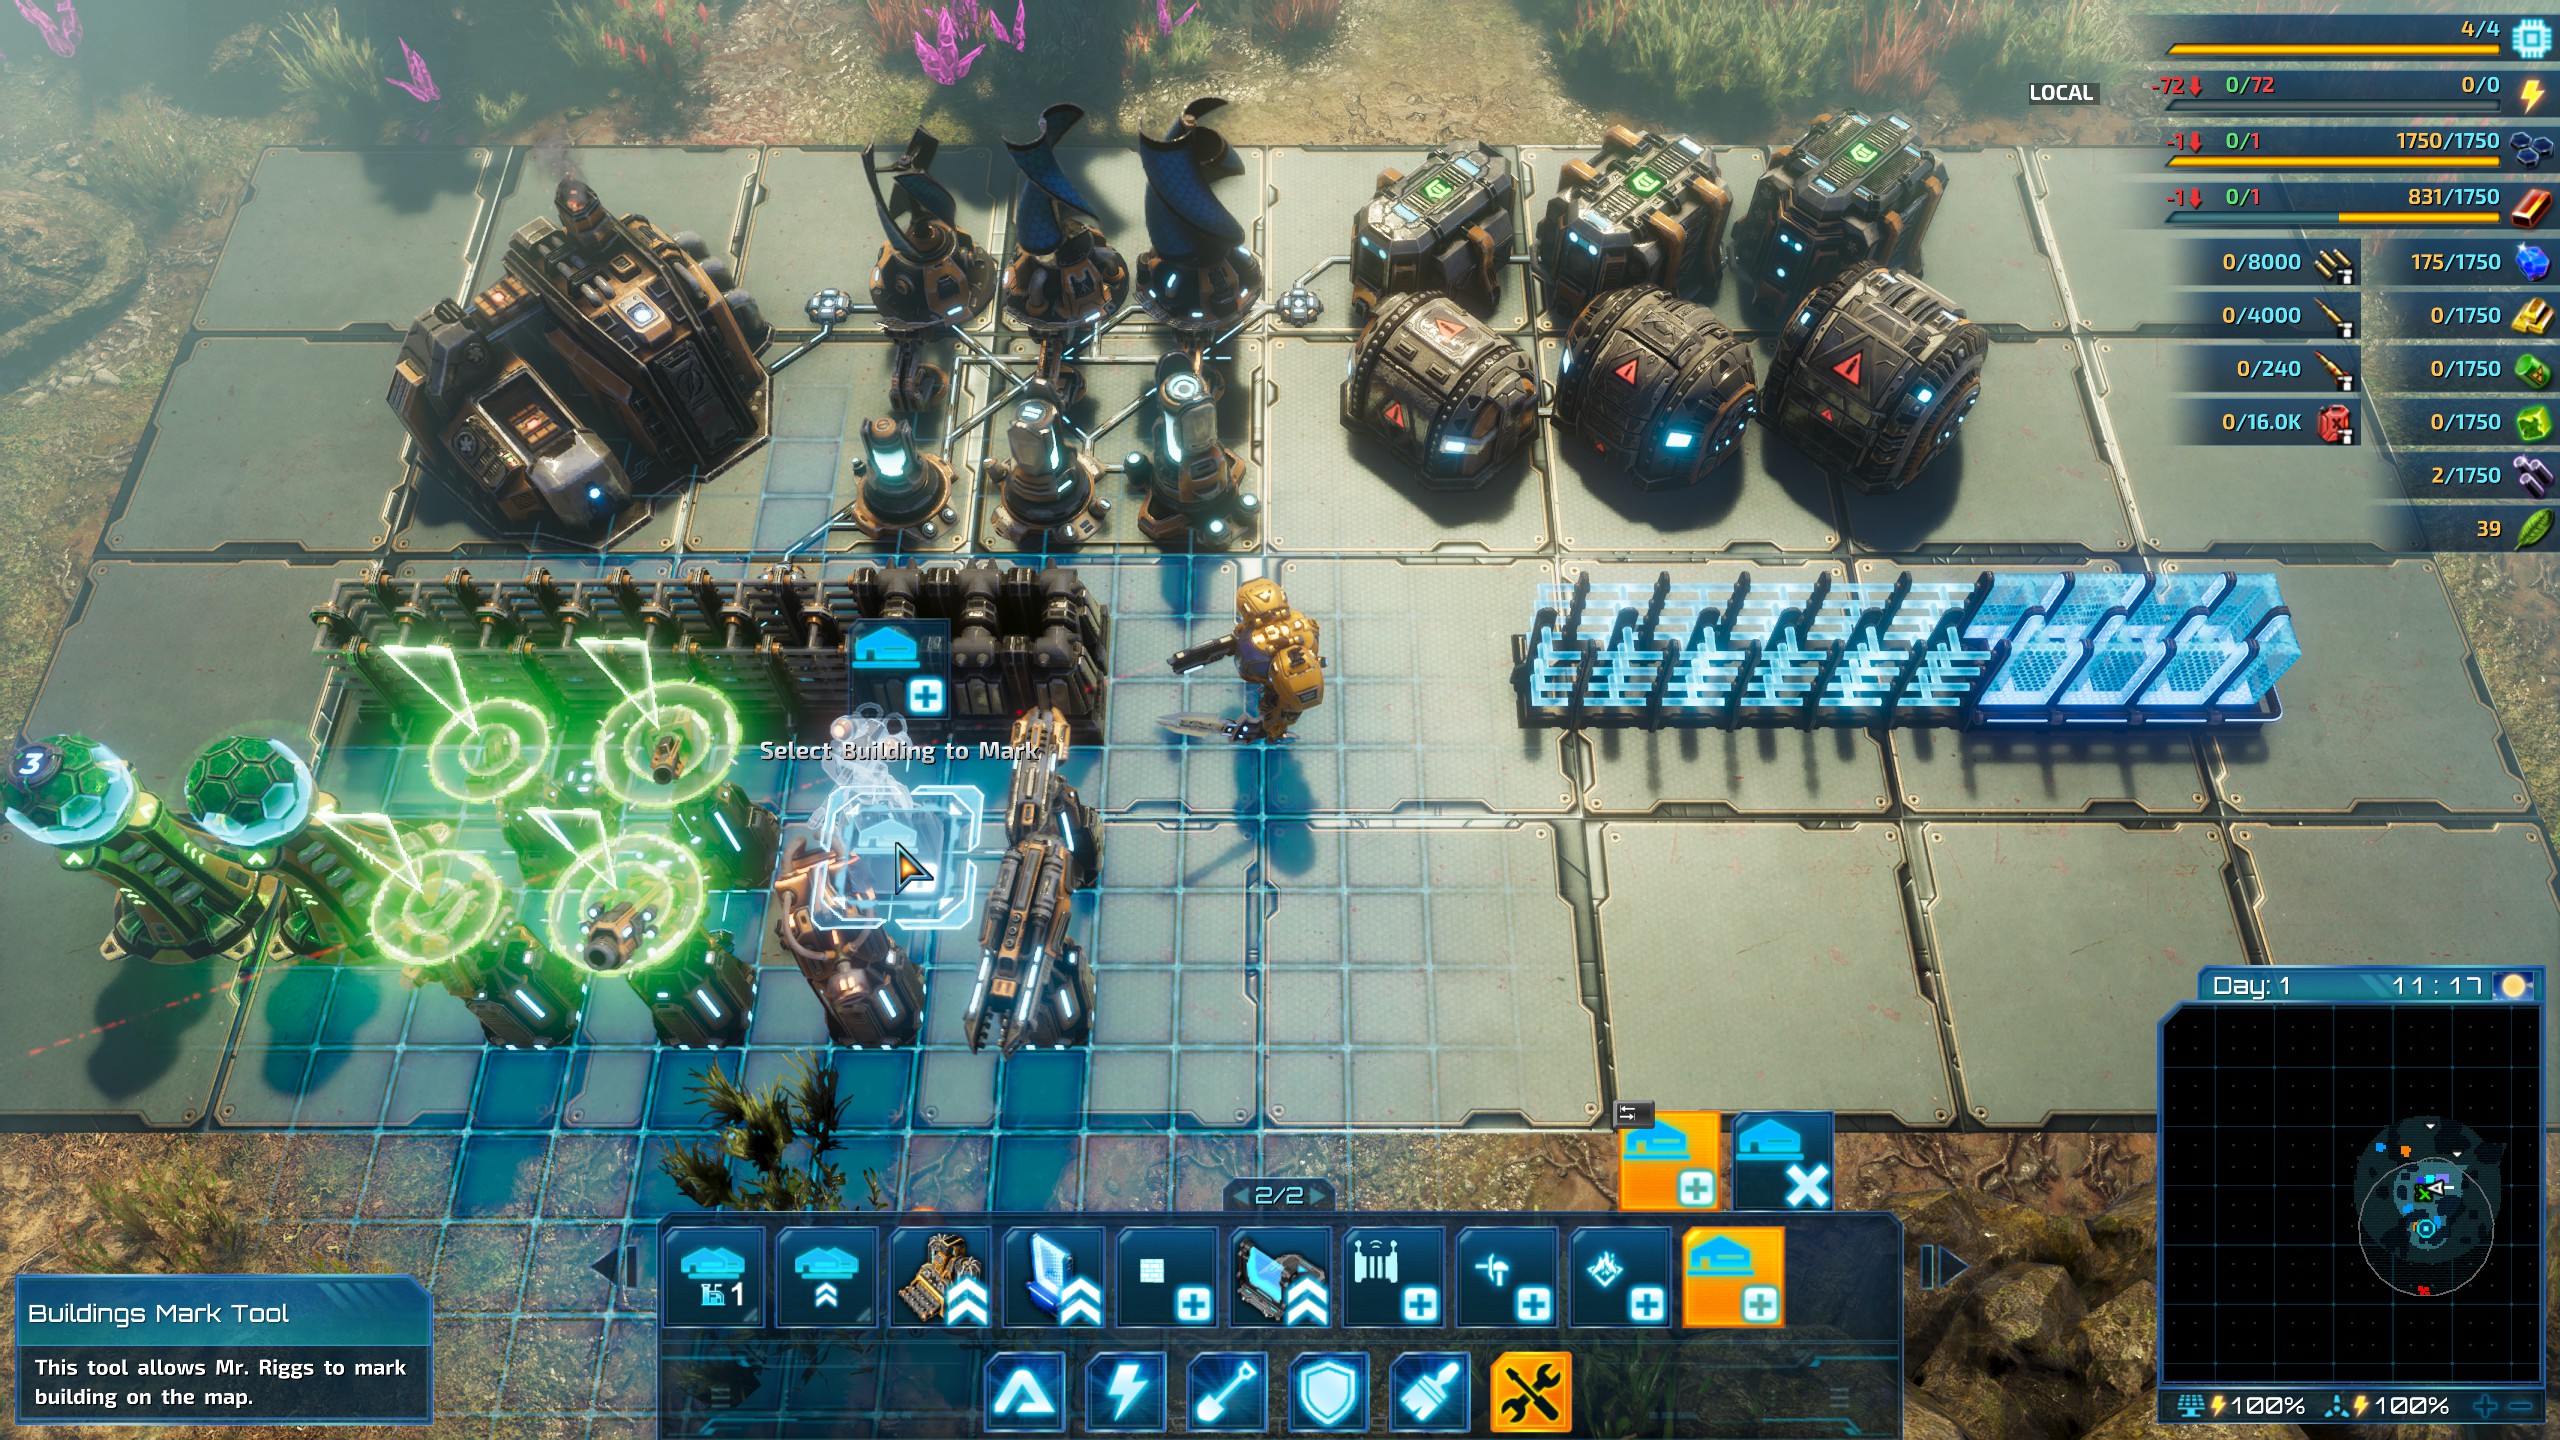 4/4
-72 0/72 0/0
LOCAL
-1 0/1 1750/1750
-1 0/1 831/1750
0/8000 175/1750
0/4000 0/1750
0/240 0/1750
0/16.0K 0/1750
2/1750
39
3
Select Building to Mark
Day: 1 11:17
2/2
1
Buildings Mark Tool
This tool allows Mr. Riggs to mark
building on the map.
100% 100%